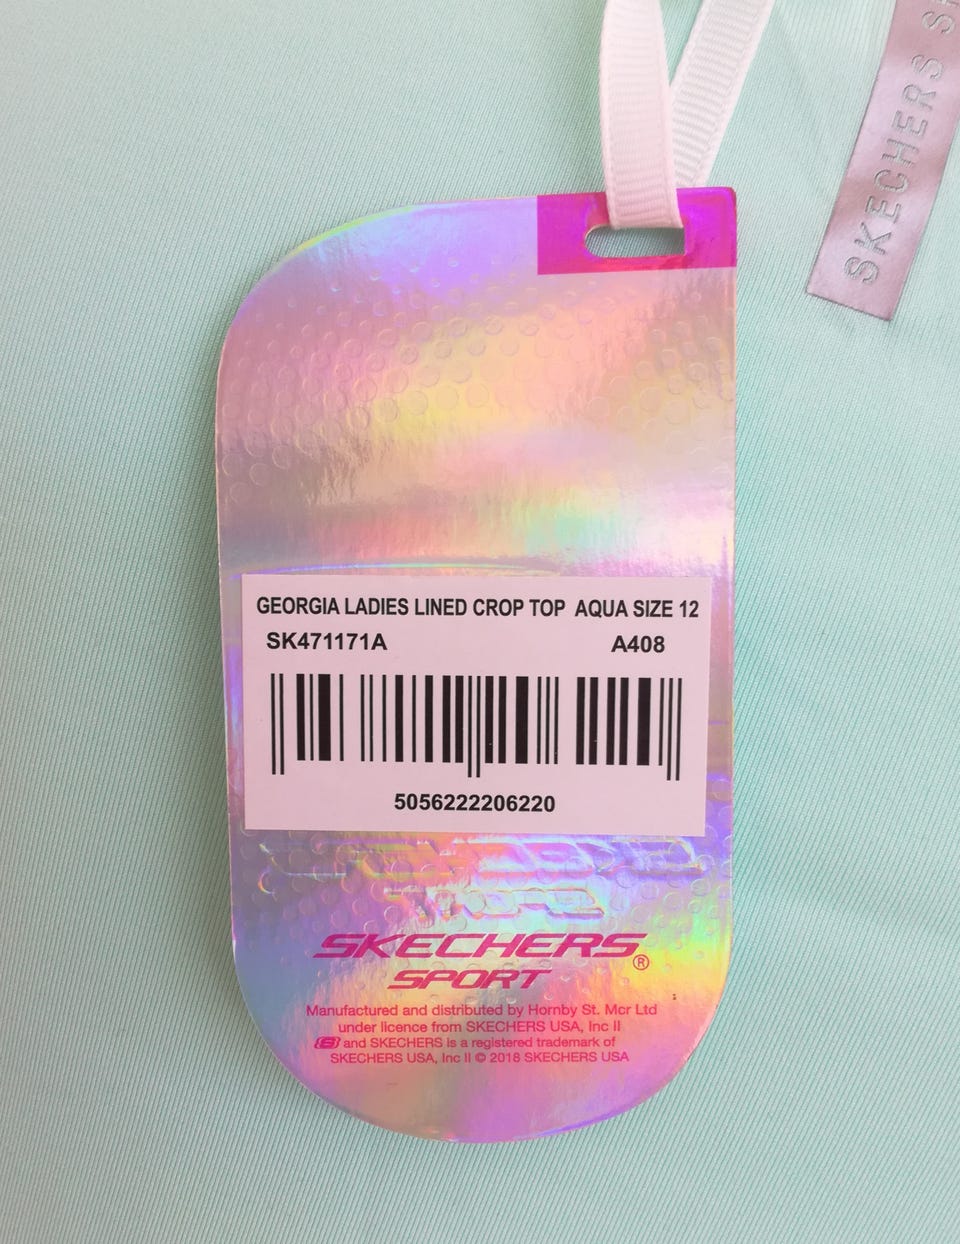 SKECHERS SK
GEORGIA LADIES LINED CROP TOP AQUA SIZE 12
SK471171A A408
5056222206220
SKECHERS®
SPORT
Manufactured and distributed by Hornby St. Mcr Ltd
under licence from SKECHERS USA, Inc II
and SKECHERS is a registered trademark of
SKECHERS USA, Inc II © 2018 SKECHERS USA